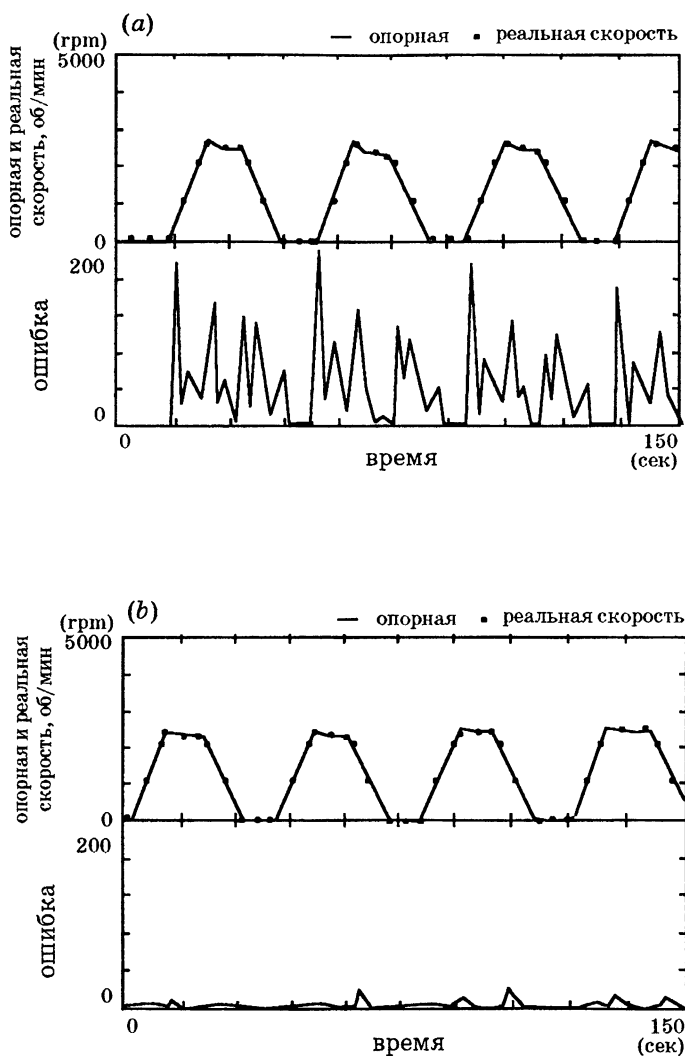 (a)
(rpm)
— опорная ▪ реальная скорость
5000
опорная и реальная
скорость, об/мин
0
200
ошибка
0
0
150
время
(сек)
(b)
(rpm)
— опорная ▪ реальная скорость
5000
опорная и реальная
скорость, об/мин
0
200
ошибка
0
0
150
время
(сек)